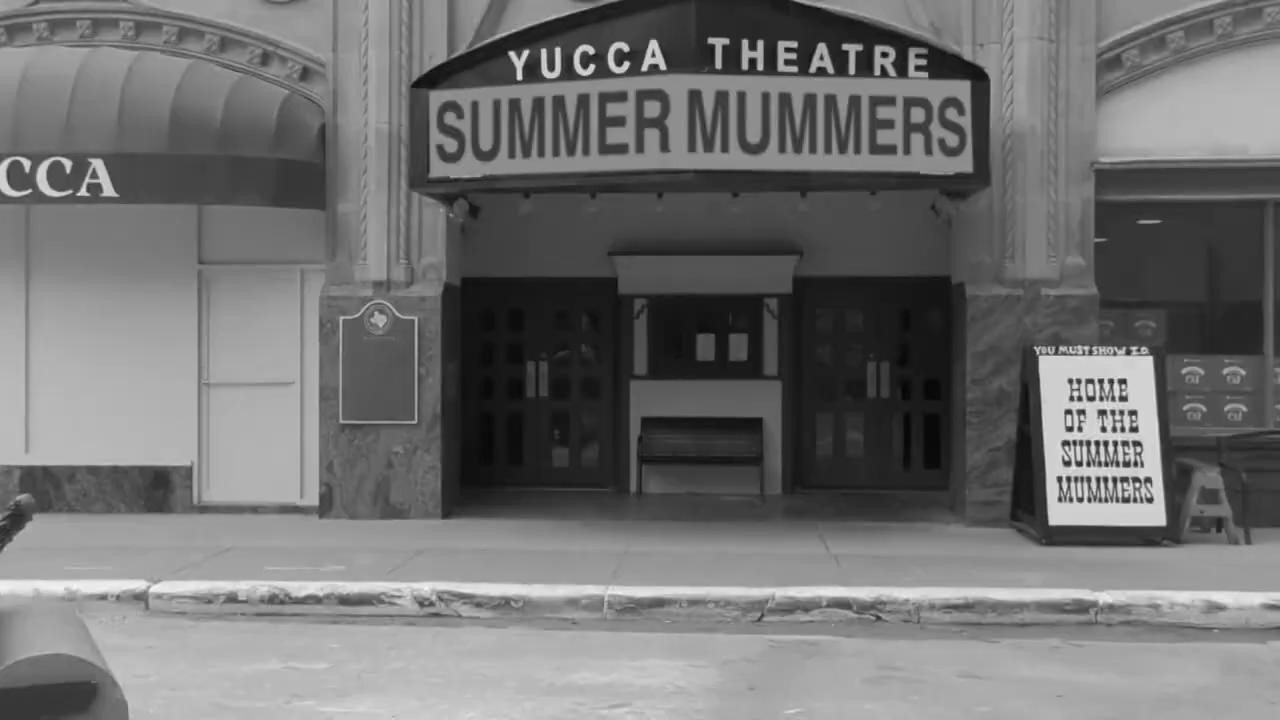 YUCCA THEATRE
SUMMER MUMMERS
CCA
YOU MUST SHOW I.D.
HOME
OF THE
SUMMER
MUMMERS